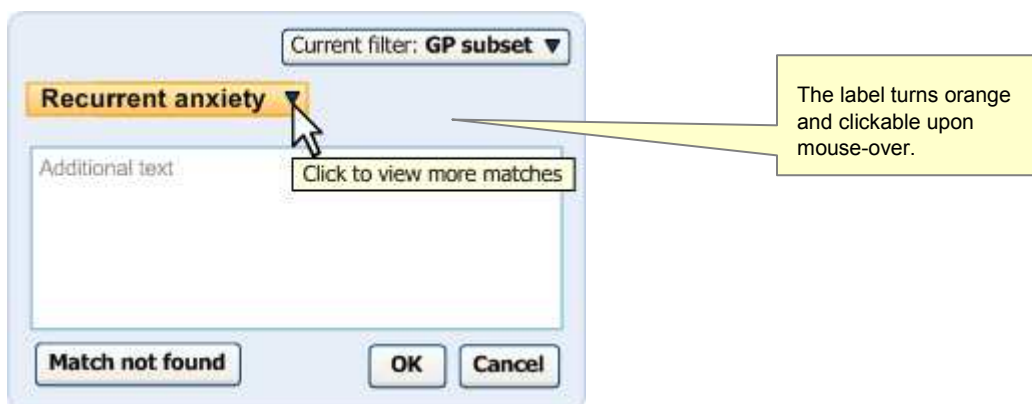 Current filter: GP subset ▼
Recurrent anxiety ▼
Additional text
Click to view more matches
Match not found
OK
Cancel
The label turns orange
and clickable upon
mouse-over.